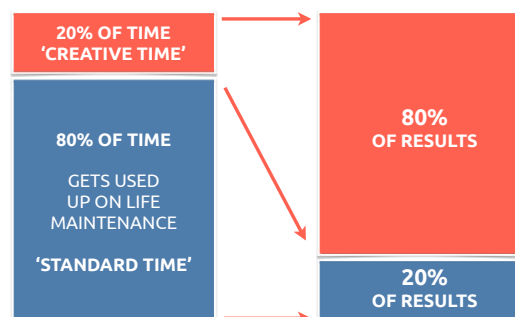 20% OF TIME
‘CREATIVE TIME’
80% OF TIME
GETS USED
UP ON LIFE
MAINTENANCE
‘STANDARD TIME’
80%
OF RESULTS
20%
OF RESULTS